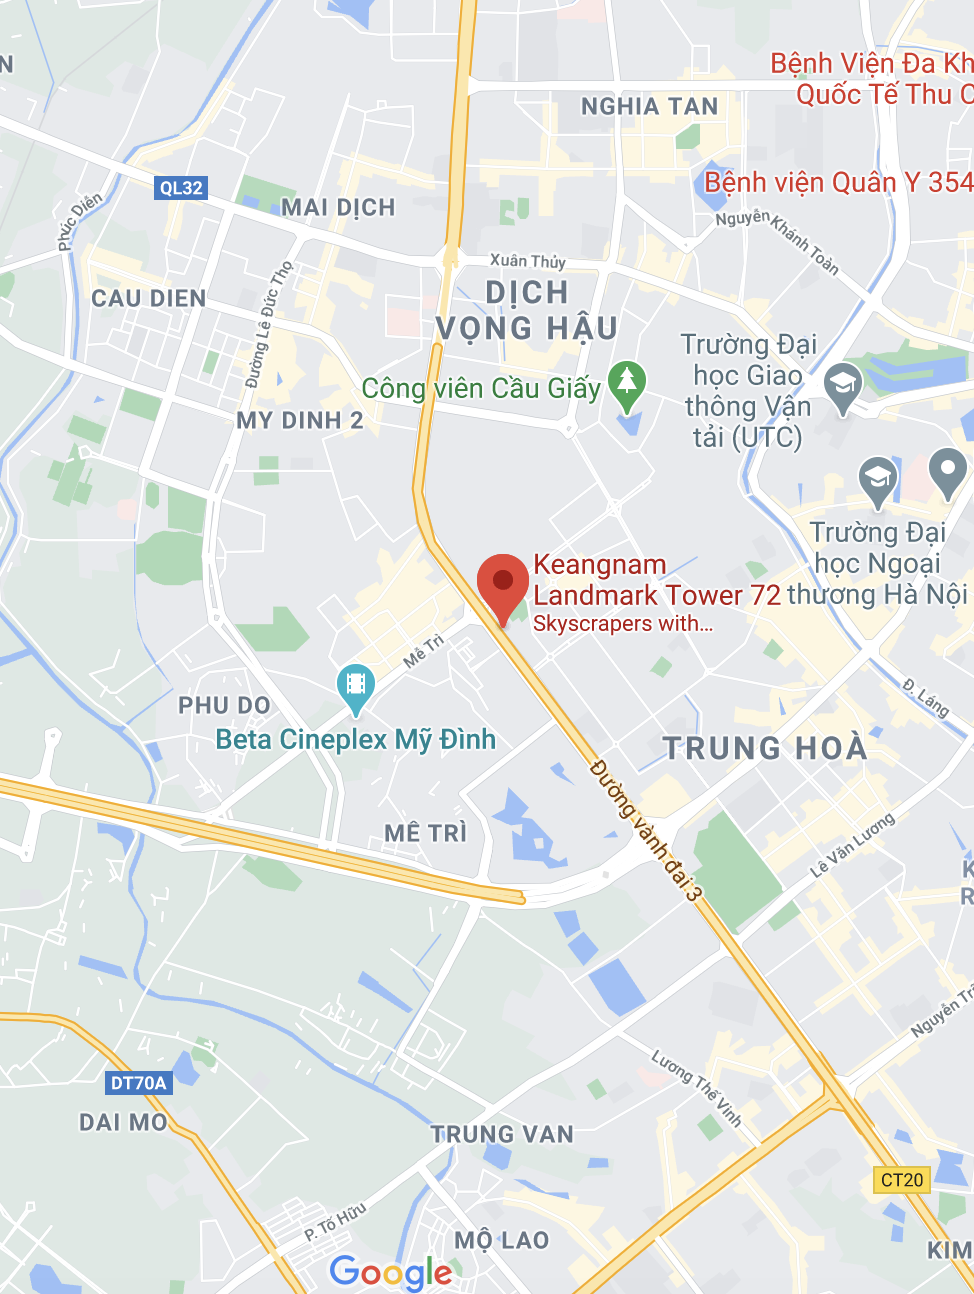 N
Bệnh Viện Đa Kh
Quốc Tế Thu C
NGHIA TAN
QL32
Bệnh viện Quân Y 354
Phúc Diễn
MAI DỊCH
Nguyễn Khánh Toàn
Xuân Thủy
Đường Lê Đức Thọ
CAU DIEN
DỊCH
VỌNG HẬU
Trường Đại
học Giao
thông Vận
tải (UTC)
Công viên Cầu Giấy
MY DINH 2
Trường Đại
học Ngoại
thương Hà Nội
Keangnam
Landmark Tower 72
Skyscrapers with...
Mễ Trì
Đ. Láng
PHU DO
Beta Cineplex Mỹ Đình
TRUNG HOÀ
Đường vành đai 3
MÊ TRÌ
Lê Văn Lương
K
R
Nguyễn Trã
Lương Thế Vinh
DT70A
DAI MO
TRUNG VAN
CT20
P. Tố Hữu
MỘ LAO
KIM
Google